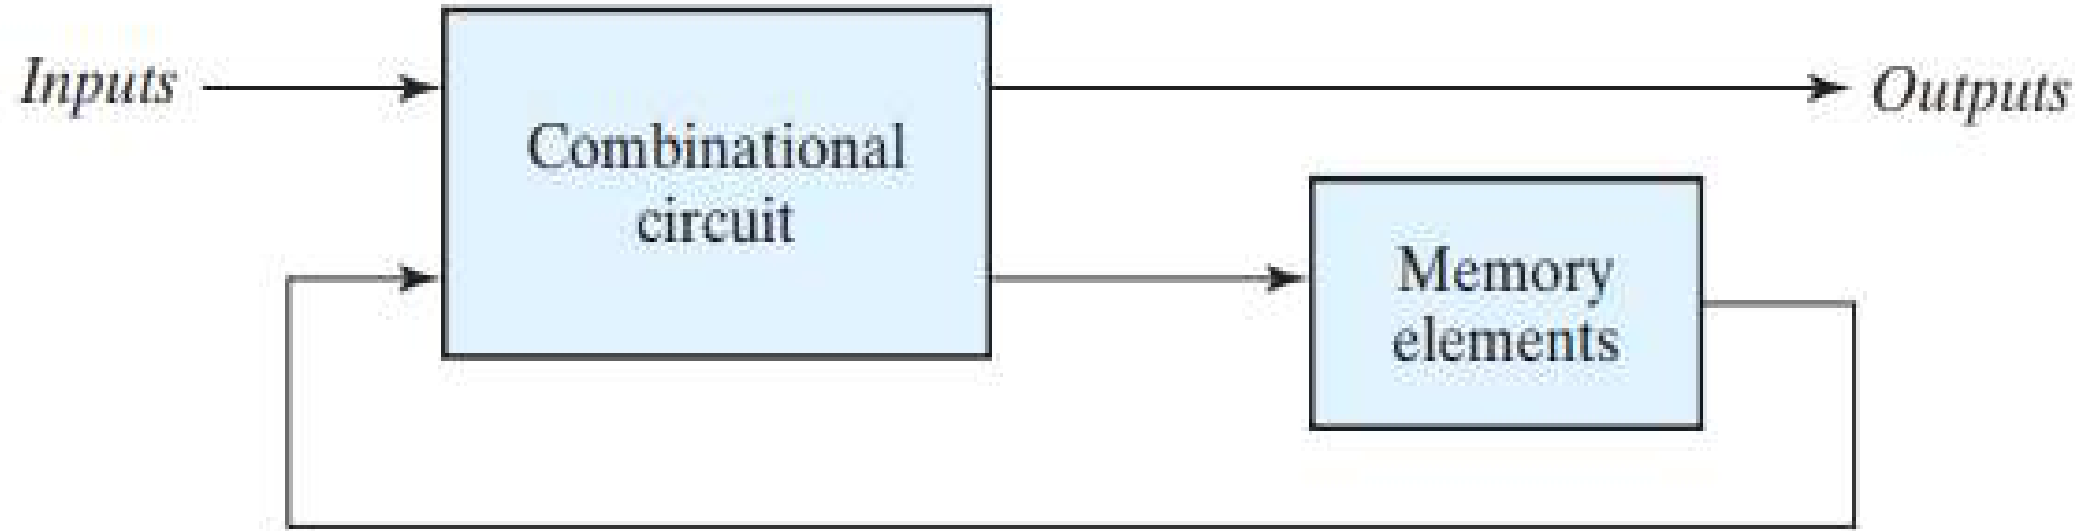 Inputs
Outputs
Combinational
circuit
Memory
elements